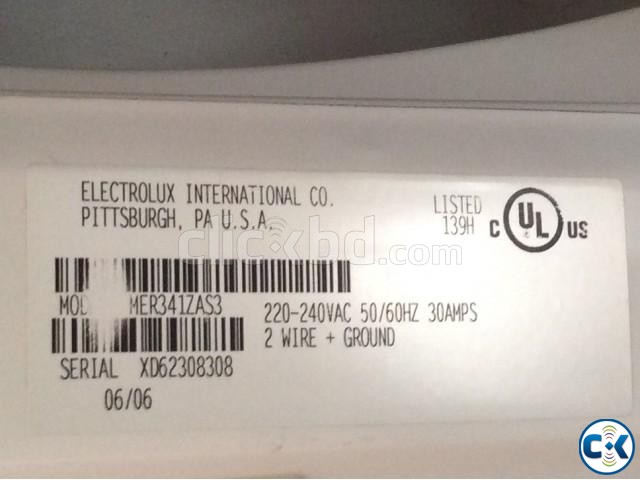 ELECTROLUX INTERNATIONAL CO.
PITTSBURGH, PA U.S.A.
LISTED
139H
C UL US
clickbd.com
MER341ZAS3
220-240VAC 50/60HZ 30AMPS
2 WIRE + GROUND
SERIAL XD62308308
06/06